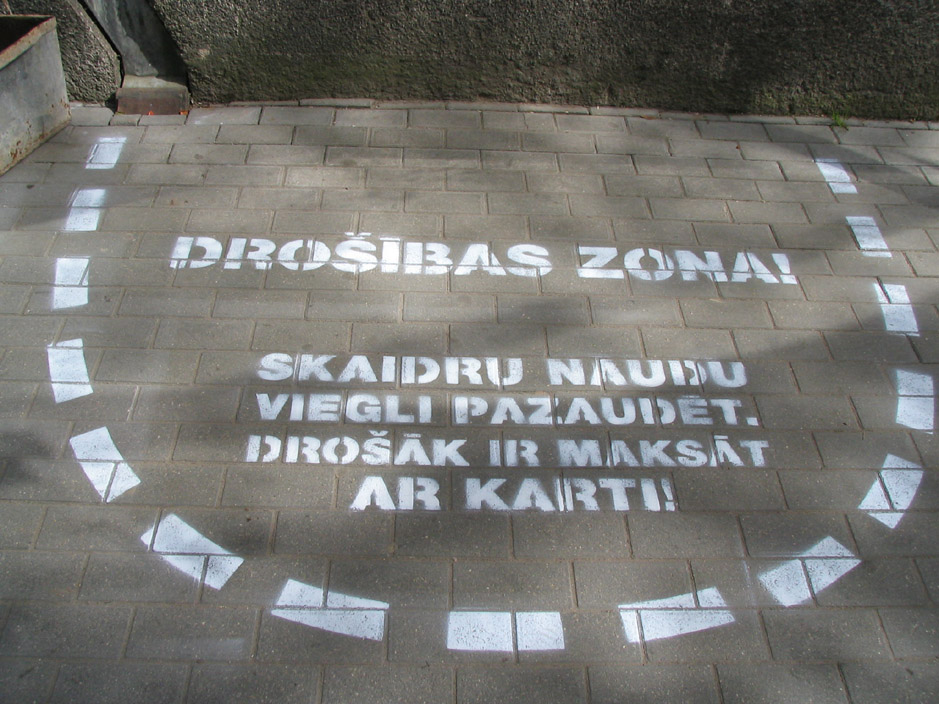 DROŠĪBAS ZONA!
SKAIDRU NAUDU
VIEGLI PAZAUDĒT.
DROŠĀK IR MAKSĀT
AR KARTI!